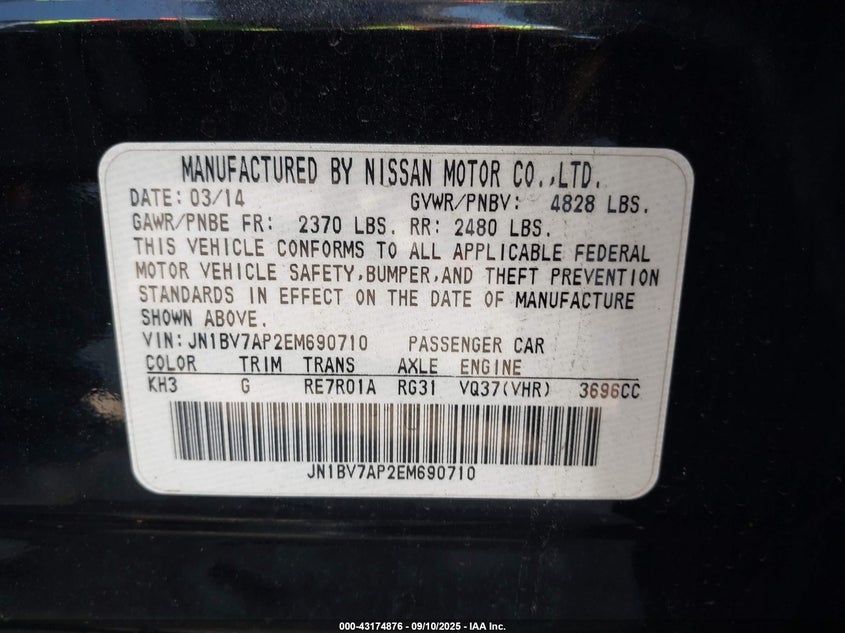 MANUFACTURED BY NISSAN MOTOR CO.,LTD.
DATE: 03/14 GVWR/PNBV: 4828 LBS.
GAWR/PNBE FR: 2370 LBS. RR: 2480 LBS.
THIS VEHICLE CONFORMS TO ALL APPLICABLE FEDERAL
MOTOR VEHICLE SAFETY,BUMPER,AND THEFT PREVENTION
STANDARDS IN EFFECT ON THE DATE OF MANUFACTURE
SHOWN ABOVE.
VIN:JN1BV7AP2EM690710 PASSENGER CAR
COLOR TRIM TRANS AXLE ENGINE
KH3 G RE7R01A RG31 VQ37(VHR) 3696CC
JN1BV7AP2EM690710
000-43174876 - 09/10/2025 - IAA Inc.